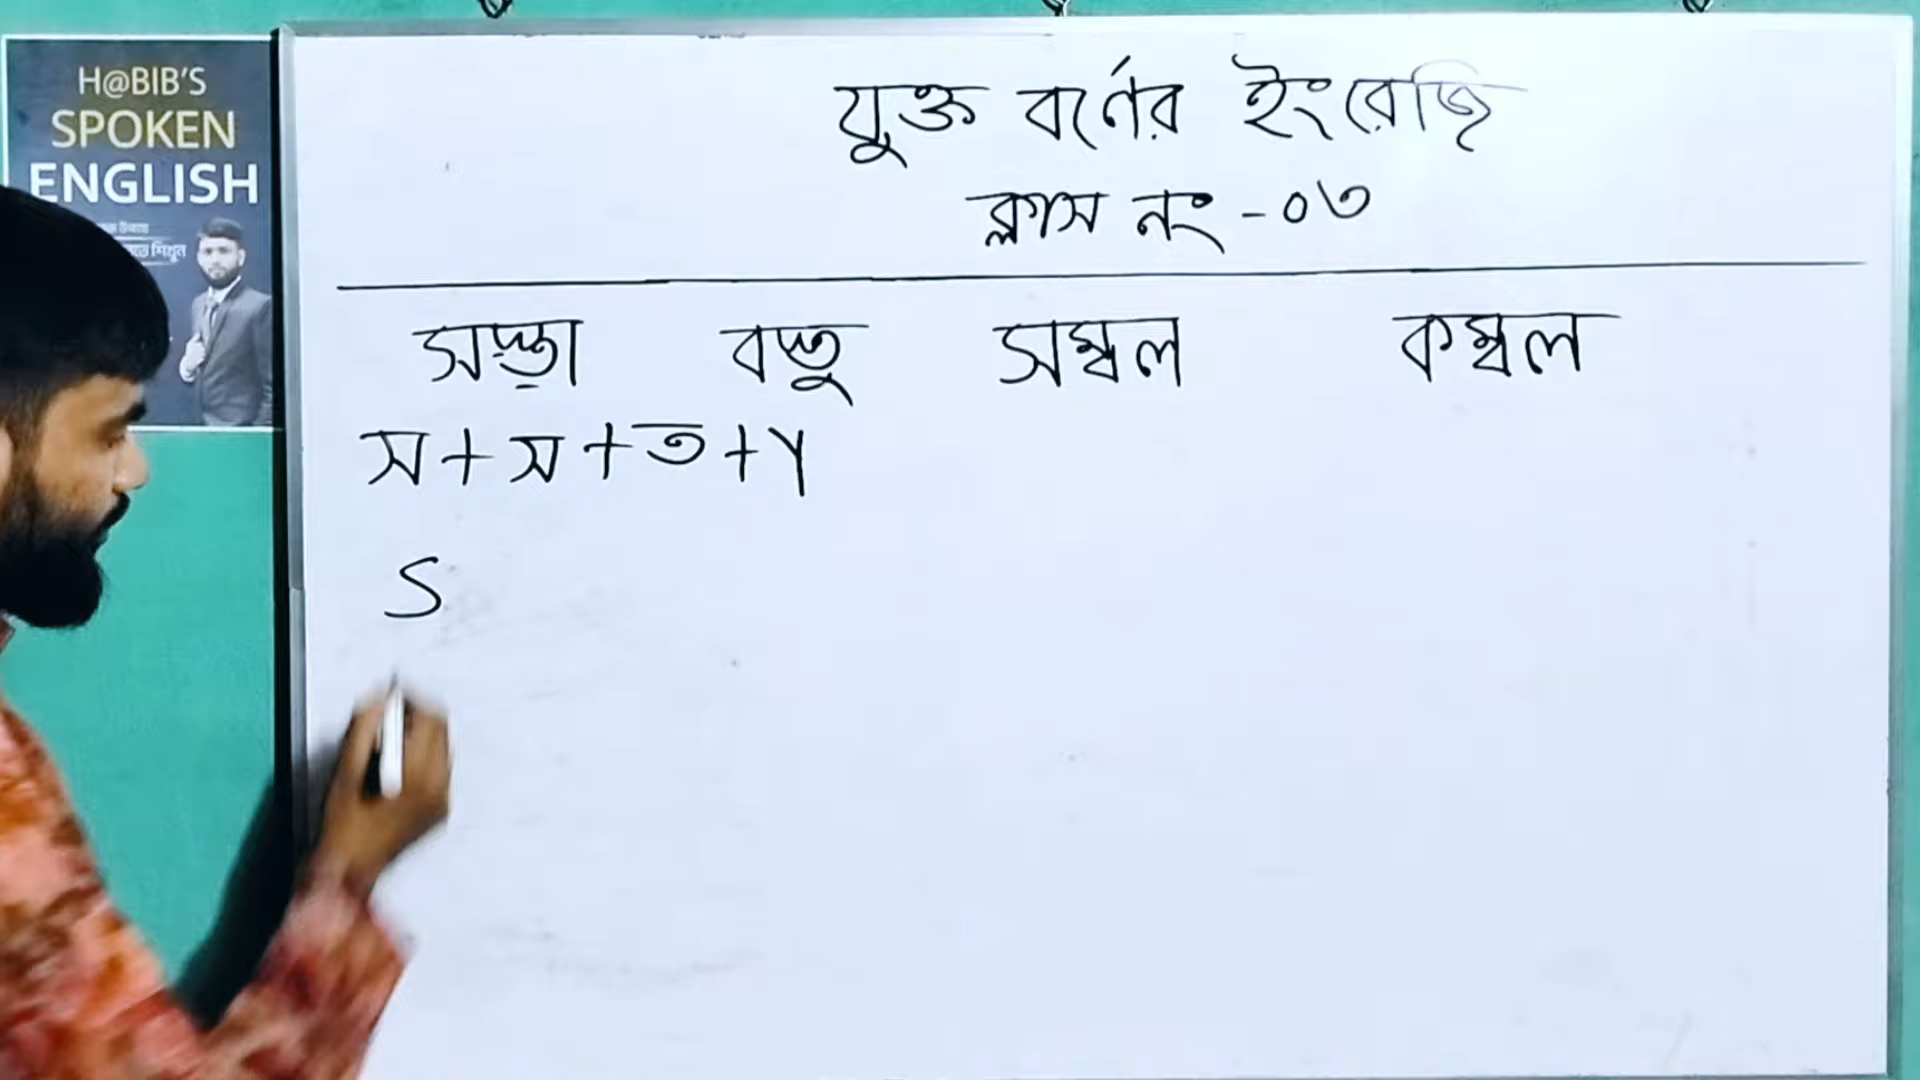 H@BIB'S
SPOKEN
ENGLISH
শিখুন
যুক্ত বর্ণের ইংরেজি
ক্লাস নং -০৩
সস্তা বস্তু সম্বল কম্বল
স + স + ত + া
S